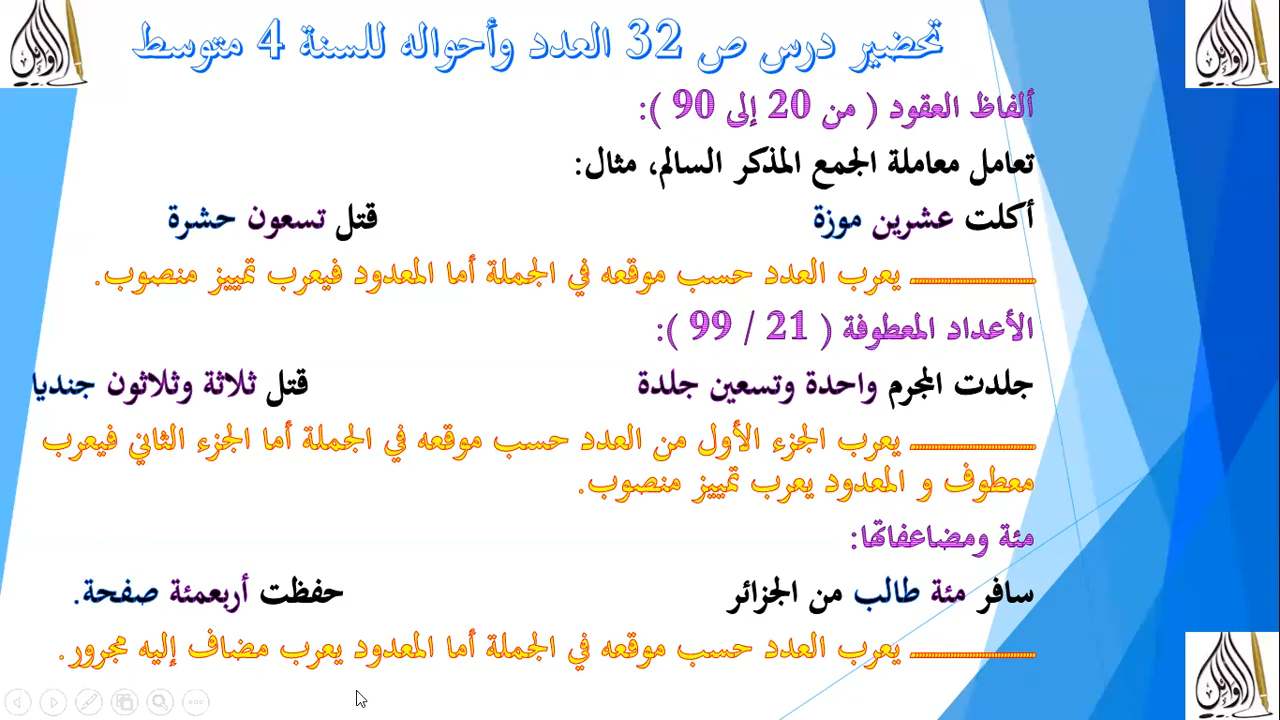 تحضير درس ص 32 العدد وأحواله للسنة 4 متوسط
ألفاظ العقود ( من 20 إلى 90 ):
تعامل معاملة الجمع المذكر السالم، مثال:
أكلت عشرين موزة قتل تسعون حشرة
ـــــــــــــــ يعرب العدد حسب موقعه في الجملة أما المعدود فيعرب تمييز منصوب.
الأعداد المعطوفة ( 21 / 99 ):
جلدت المجرم واحدة وتسعين جلدة قتل ثلاثة وثلاثون جنديا
ـــــــــــــــ يعرب الجزء الأول من العدد حسب موقعه في الجملة أما الجزء الثاني فيعرب
معطوف و المعدود يعرب تمييز منصوب.
مئة ومضاعفاتها:
سافر مئة طالب من الجزائر حفظت أربعمئة صفحة.
ـــــــــــــــ يعرب العدد حسب موقعه في الجملة أما المعدود يعرب مضاف إليه مجرور.